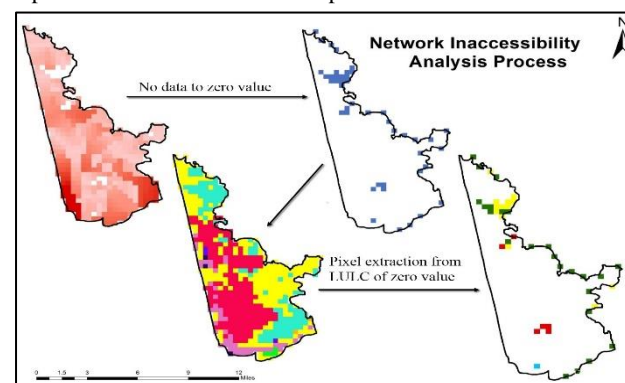 Network Inaccessibility
Analysis Process
N
No data to zero value
Pixel extraction from
LULC of zero value
0 1.5 3 6 9 12
Miles